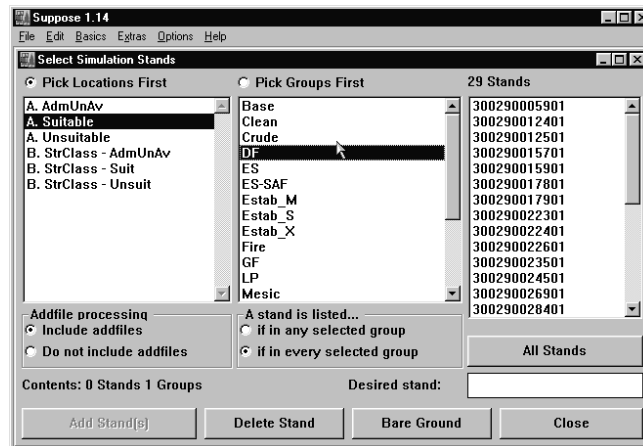 Suppose 1.14
File Edit Basics Extras Options Help
Select Simulation Stands
Pick Locations First
A. AdmUnAv
A. Suitable
A. Unsuitable
B. StrClass - AdmUnAv
B. StrClass - Suit
B. StrClass - Unsuit
Pick Groups First
Base
Clean
Crude
DF
ES
ES-SAF
Estab_M
Estab_S
Estab_X
Fire
GF
LP
Mesic
29 Stands
300290005901
300290012401
300290012501
300290015701
300290015901
300290017801
300290017901
300290022301
300290022401
300290022601
300290023501
300290024501
300290026901
300290028401
Addfile processing
Include addfiles
Do not include addfiles
A stand is listed...
if in any selected group
if in every selected group
All Stands
Contents: 0 Stands 1 Groups
Desired stand:
Add Stand(s)
Delete Stand
Bare Ground
Close